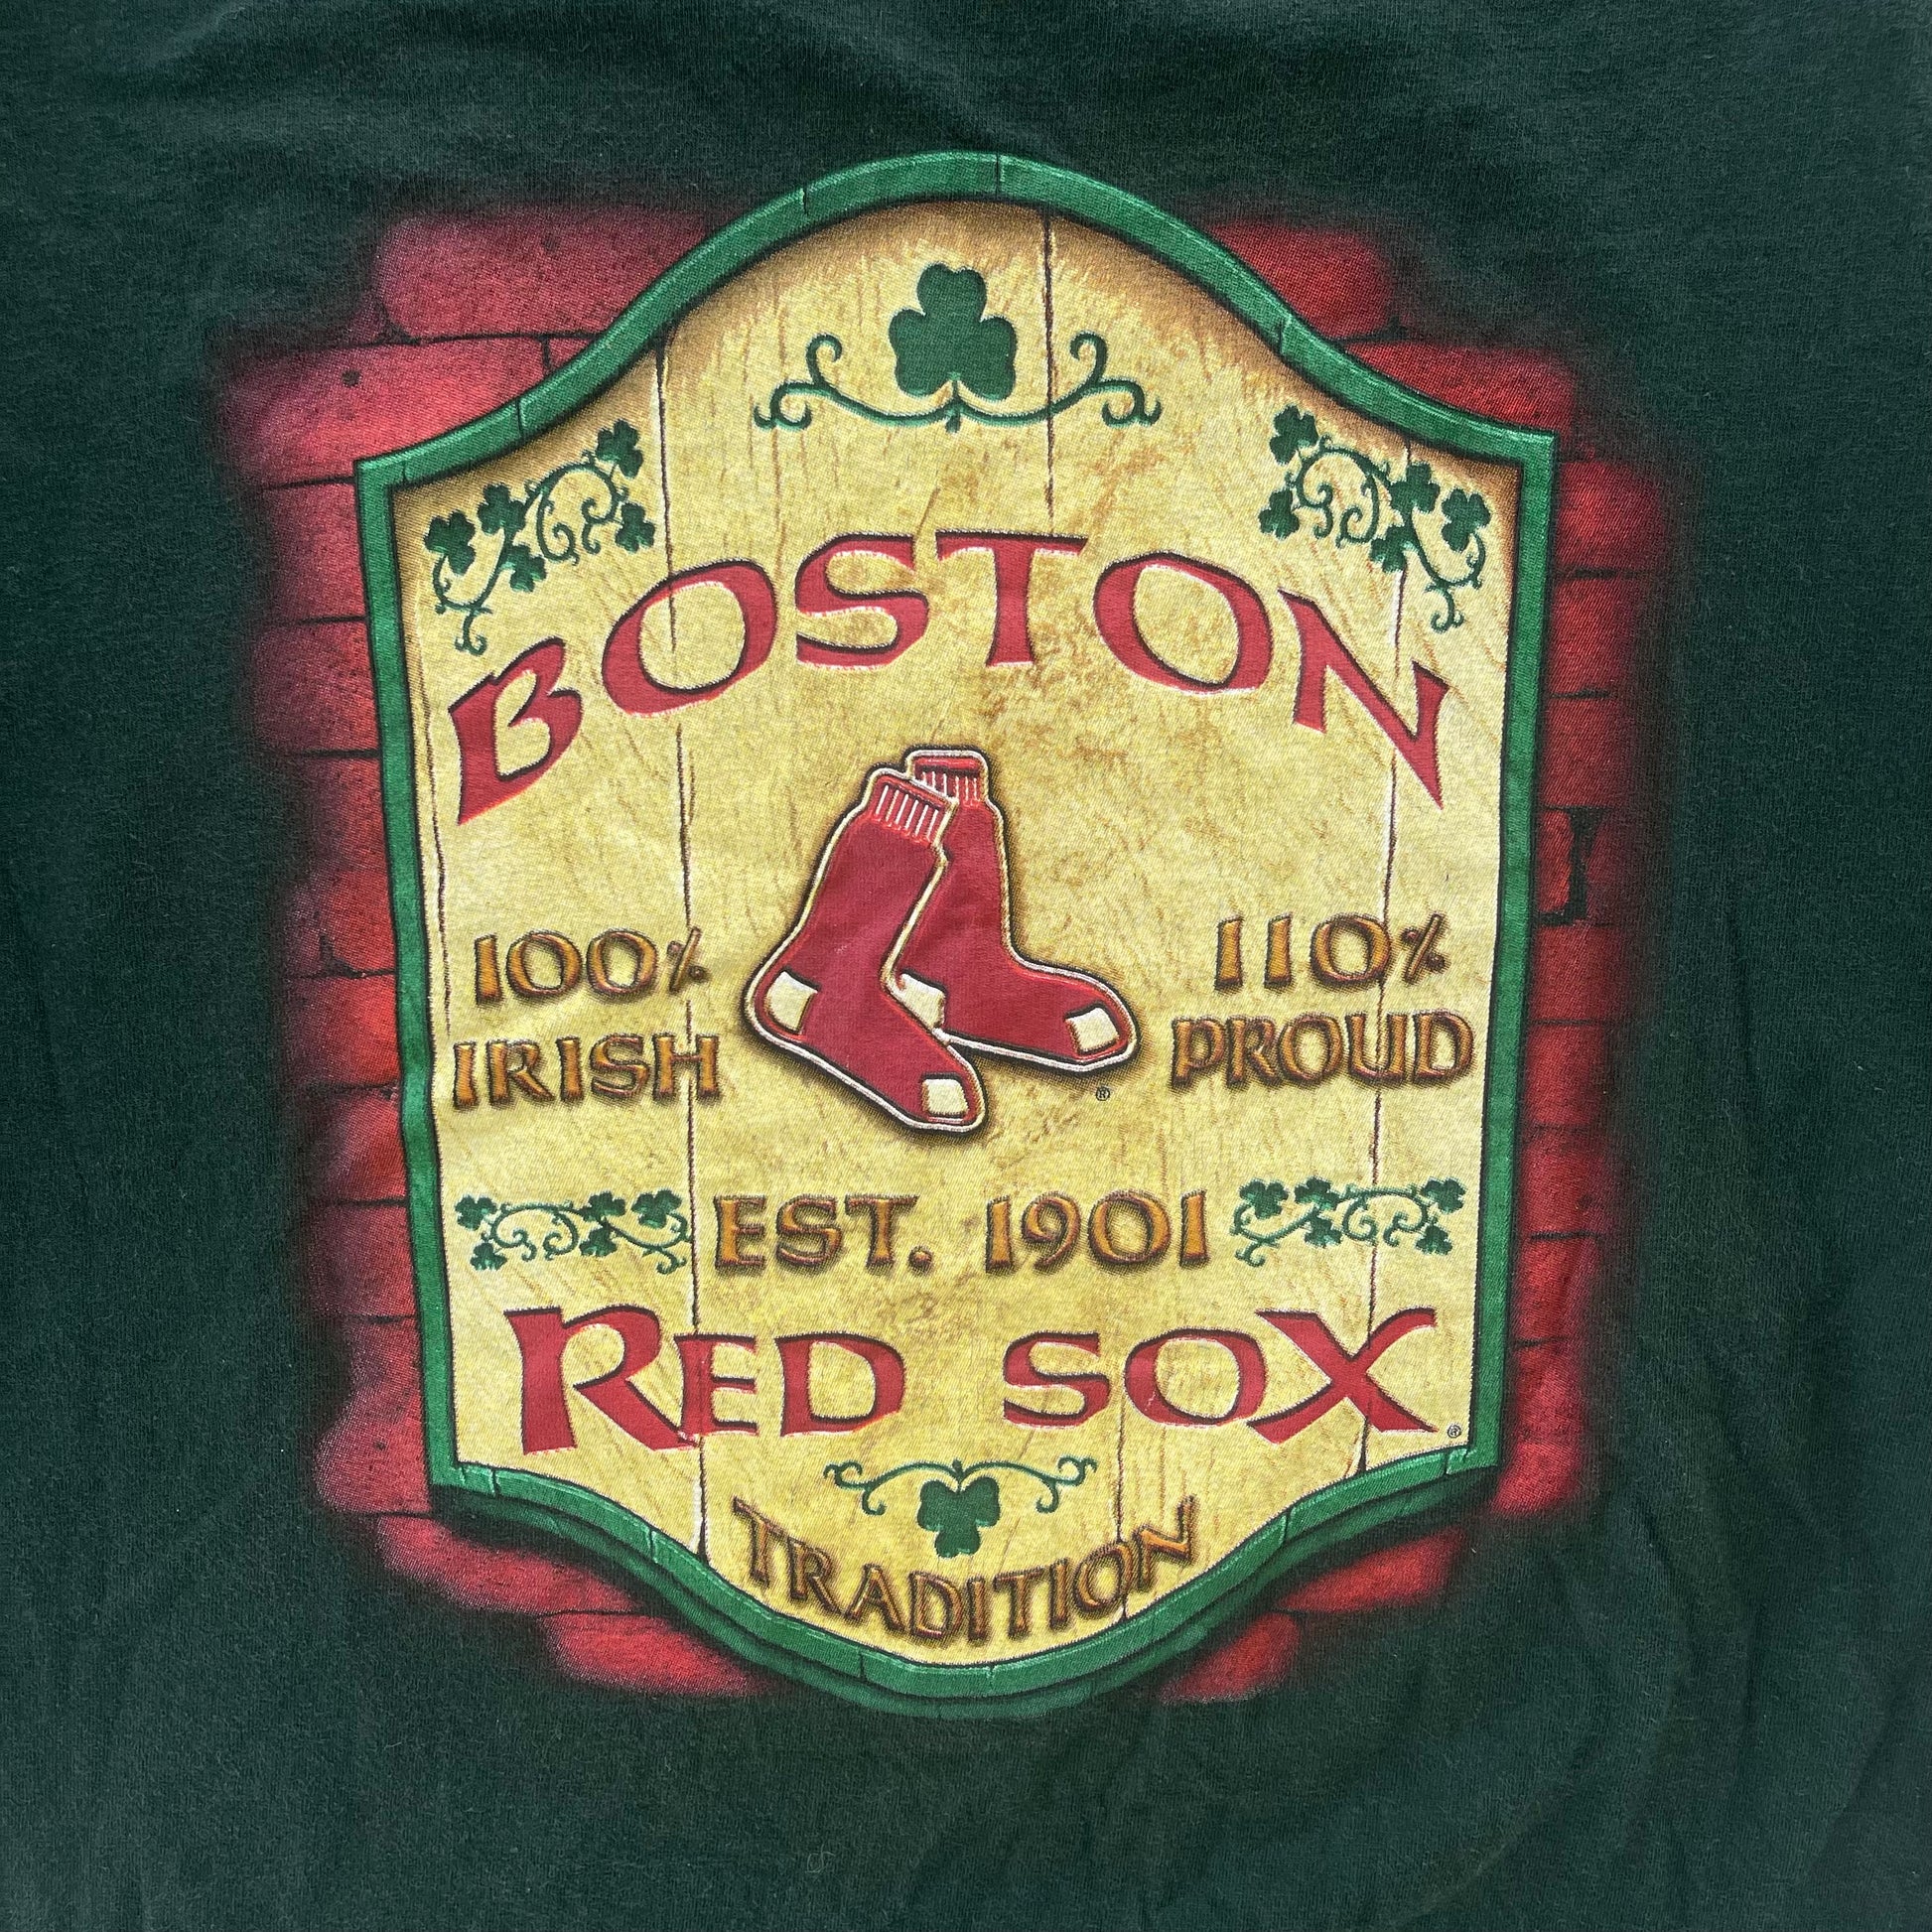 BOSTON
100% IRISH
110% PROUD
®
EST. 1901
RED SOX®
TRADITION